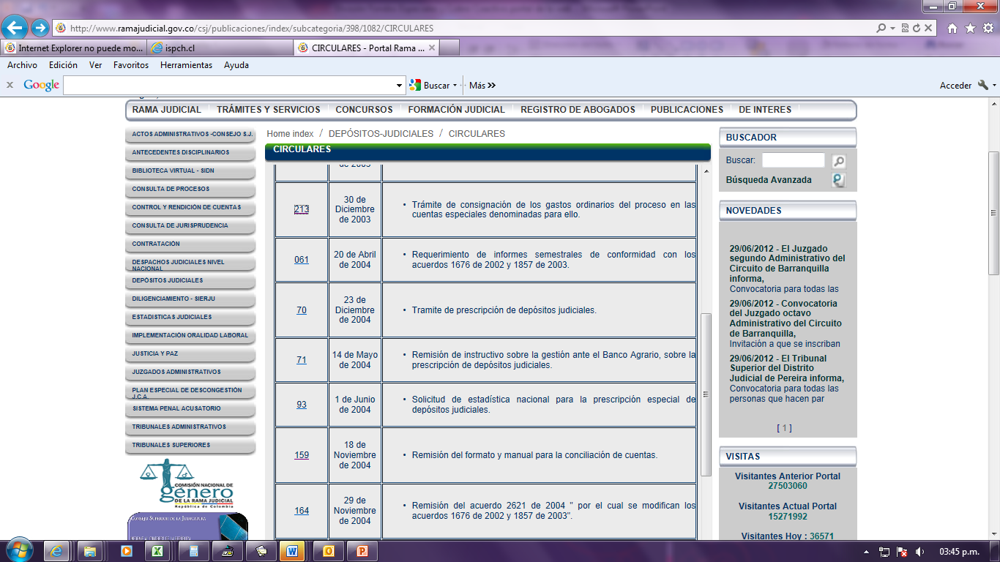 http://www.ramajudicial.gov.co/csj/publicaciones/index/subcategoria/398/1082/CIRCULARES
Internet Explorer no puede mo...
ispch.cl
CIRCULARES - Portal Rama ...
Archivo Edición Ver Favoritos Herramientas Ayuda
x Google Buscar Más Acceder
RAMA JUDICIAL TRÁMITES Y SERVICIOS CONCURSOS FORMACIÓN JUDICIAL REGISTRO DE ABOGADOS PUBLICACIONES DE INTERES
ACTOS ADMINISTRATIVOS -CONSEJO S.J.
ANTECEDENTES DISCIPLINARIOS
BIBLIOTECA VIRTUAL - SIDN
CONSULTA DE PROCESOS
CONTROL Y RENDICIÓN DE CUENTAS
CONSULTA DE JURISPRUDENCIA
CONTRATACIÓN
DESPACHOS JUDICIALES NIVEL
NACIONAL
DEPÓSITOS JUDICIALES
DILIGENCIAMIENTO - SIERJU
ESTADISTICAS JUDICIALES
IMPLEMENTACIÓN ORALIDAD LABORAL
JUSTICIA Y PAZ
JUZGADOS ADMINISTRATIVOS
PLAN ESPECIAL DE DESCONGESTIÓN
J.C.A.
SISTEMA PENAL ACUSATORIO
TRIBUNALES ADMINISTRATIVOS
TRIBUNALES SUPERIORES
COMISIÓN NACIONAL DE
género
DE LA RAMA JUDICIAL
República de Colombia
CONSEJO SUPERIOR DE LA JUDICATURA
Home index / DEPÓSITOS-JUDICIALES / CIRCULARES
CIRCULARES
de 2003
213
30 de
Diciembre
de 2003
• Trámite de consignación de los gastos ordinarios del proceso en las
cuentas especiales denominadas para ello.
061
20 de Abril
de 2004
• Requerimiento de informes semestrales de conformidad con los
acuerdos 1676 de 2002 y 1857 de 2003.
70
23 de
Diciembre
de 2004
• Tramite de prescripción de depósitos judiciales.
71
14 de Mayo
de 2004
• Remisión de instructivo sobre la gestión ante el Banco Agrario, sobre la
prescripción de depósitos judiciales.
93
1 de Junio
de 2004
• Solicitud de estadística nacional para la prescripción especial de
depósitos judiciales.
159
18 de
Noviembre
de 2004
• Remisión del formato y manual para la conciliación de cuentas.
164
29 de
Noviembre
de 2004
• Remisión del acuerdo 2621 de 2004 " por el cual se modifican los
acuerdos 1676 de 2002 y 1857 de 2003".
BUSCADOR
Buscar:
Búsqueda Avanzada
NOVEDADES
29/06/2012 - El Juzgado
segundo Administrativo del
Circuito de Barranquilla
informa,
Convocatoria para todas las
29/06/2012 - Convocatoria
del Juzgado octavo
Administrativo del Circuito
de Barranquilla,
Invitación a que se inscriban
29/06/2012 - El Tribunal
Superior del Distrito
Judicial de Pereira informa,
Convocatoria para todas las
personas que hacen par
[ 1 ]
VISITAS
Visitantes Anterior Portal
27503060
Visitantes Actual Portal
15271992
Visitantes Hoy : 36571
03:45 p.m.